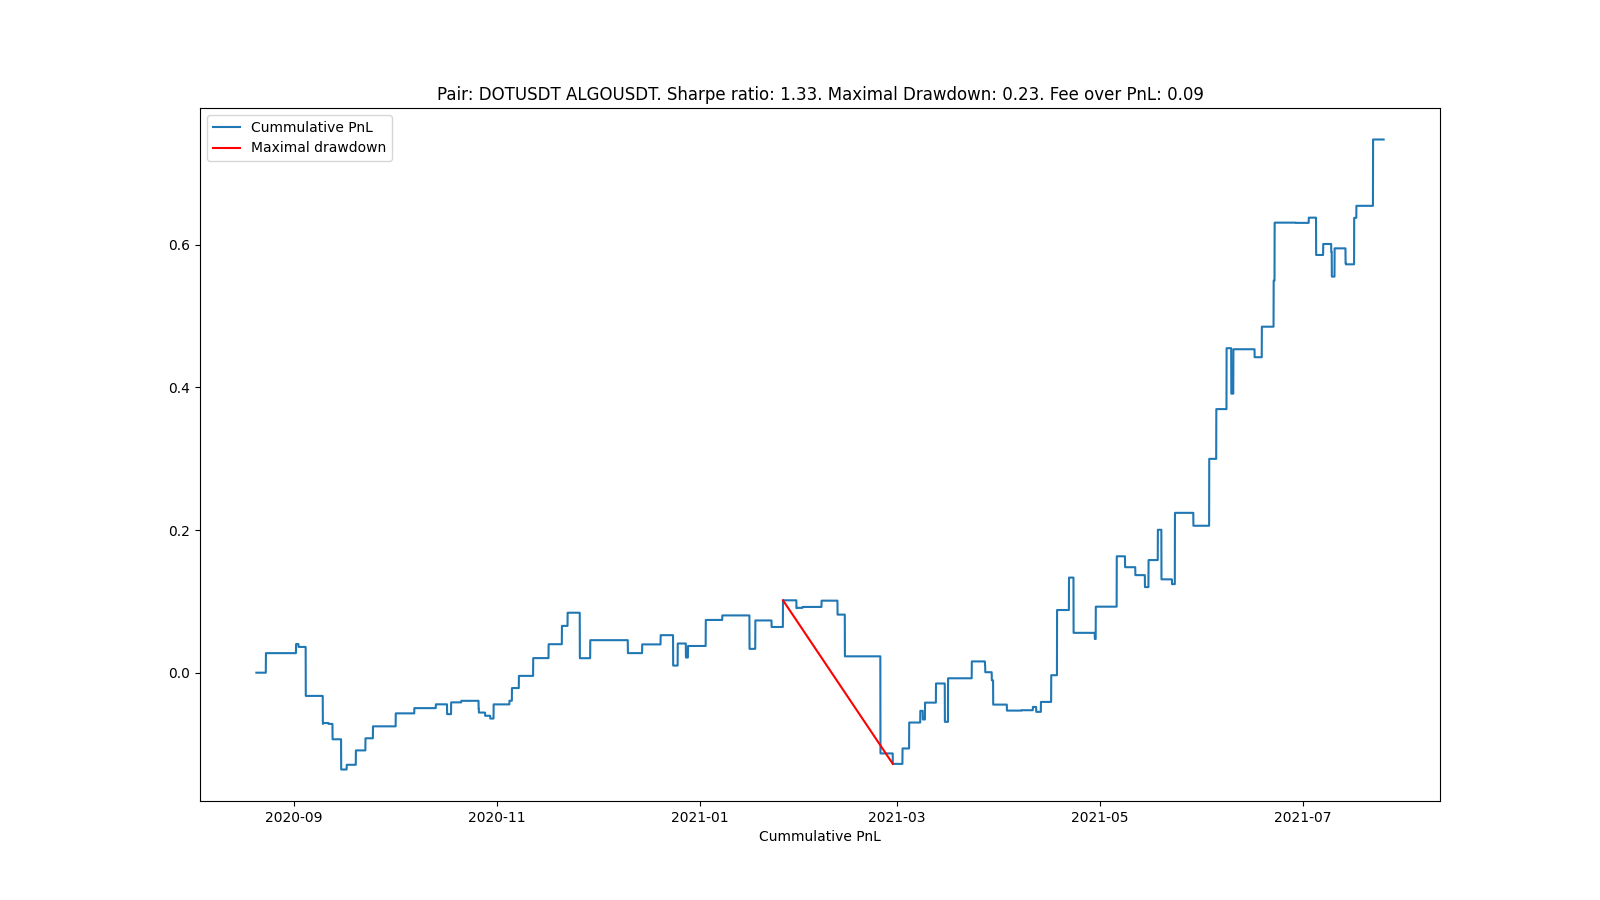 Pair: DOTUSDT ALGOUSDT. Sharpe ratio: 1.33. Maximal Drawdown: 0.23. Fee over PnL: 0.09
Cummulative PnL
Maximal drawdown
0.6
0.4
0.2
0.0
2020-09 2020-11 2021-01 2021-03 2021-05 2021-07
Cummulative PnL